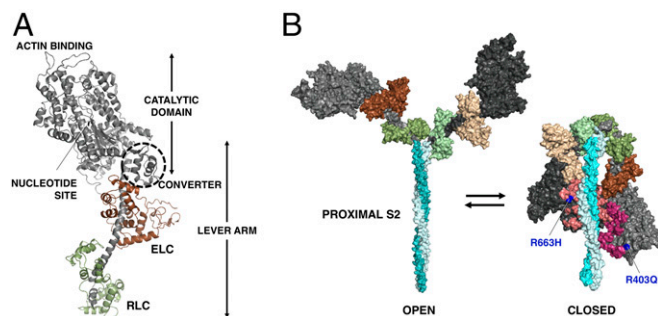 A
ACTIN BINDING
CATALYTIC
DOMAIN
NUCLEOTIDE
SITE
CONVERTER
LEVER ARM
ELC
RLC
B
PROXIMAL S2
R663H
R403Q
OPEN
CLOSED